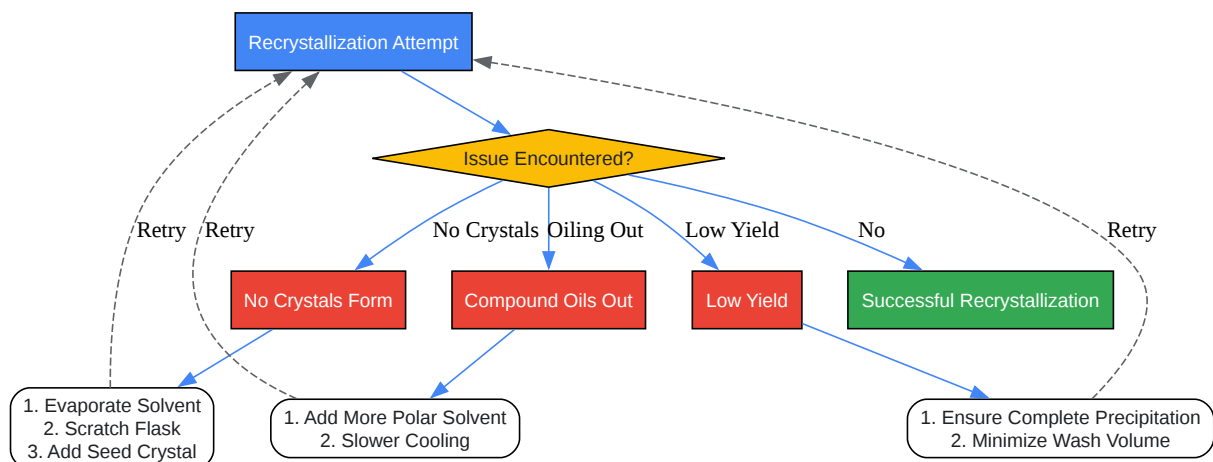 Recrystallization Attempt
Issue Encountered?
Retry
Retry
No Crystals
Oiling Out
Low Yield
No
Retry
No Crystals Form
Compound Oils Out
Low Yield
Successful Recrystallization
1. Evaporate Solvent
2. Scratch Flask
3. Add Seed Crystal
1. Add More Polar Solvent
2. Slower Cooling
1. Ensure Complete Precipitation
2. Minimize Wash Volume